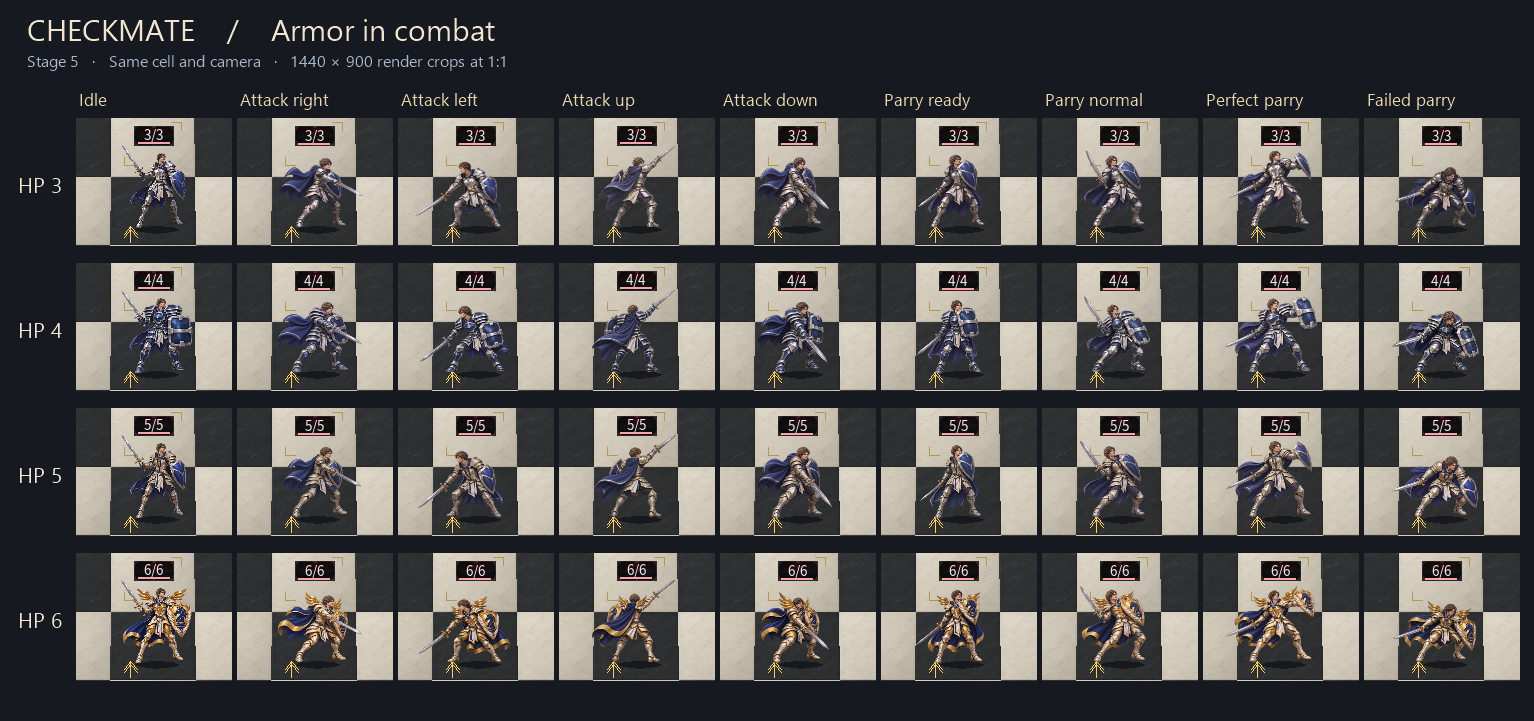 CHECKMATE / Armor in combat
Stage 5 · Same cell and camera · 1440 × 900 render crops at 1:1
Idle Attack right Attack left Attack up Attack down Parry ready Parry normal Perfect parry Failed parry
HP 3 3/3 3/3 3/3 3/3 3/3 3/3 3/3 3/3 3/3
HP 4 4/4 4/4 4/4 4/4 4/4 4/4 4/4 4/4 4/4
HP 5 5/5 5/5 5/5 5/5 5/5 5/5 5/5 5/5 5/5
HP 6 6/6 6/6 6/6 6/6 6/6 6/6 6/6 6/6 6/6